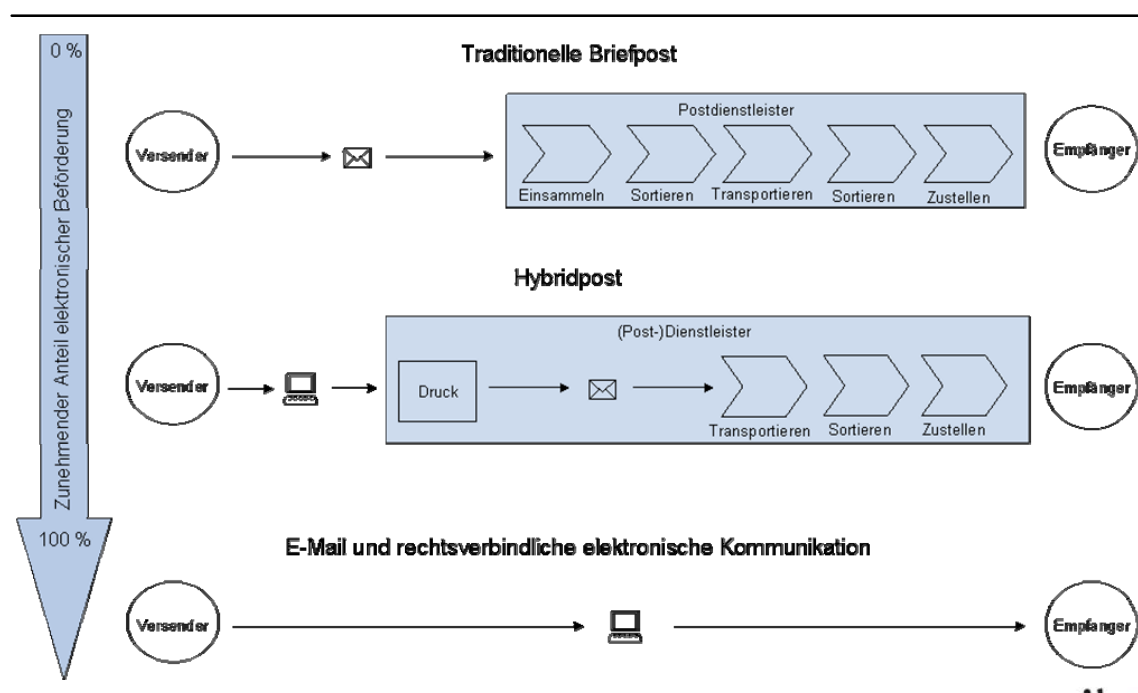 0 %
Zunehmender Anteil elektronischer Beförderung
100 %
Traditionelle Briefpost
Versender
Postdienstleister
Einsammeln Sortieren Transportieren Sortieren Zustellen
Empfänger
Hybridpost
Versender
(Post-)Dienstleister
Druck
Transportieren Sortieren Zustellen
Empfänger
E-Mail und rechtsverbindliche elektronische Kommunikation
Versender
Empfänger